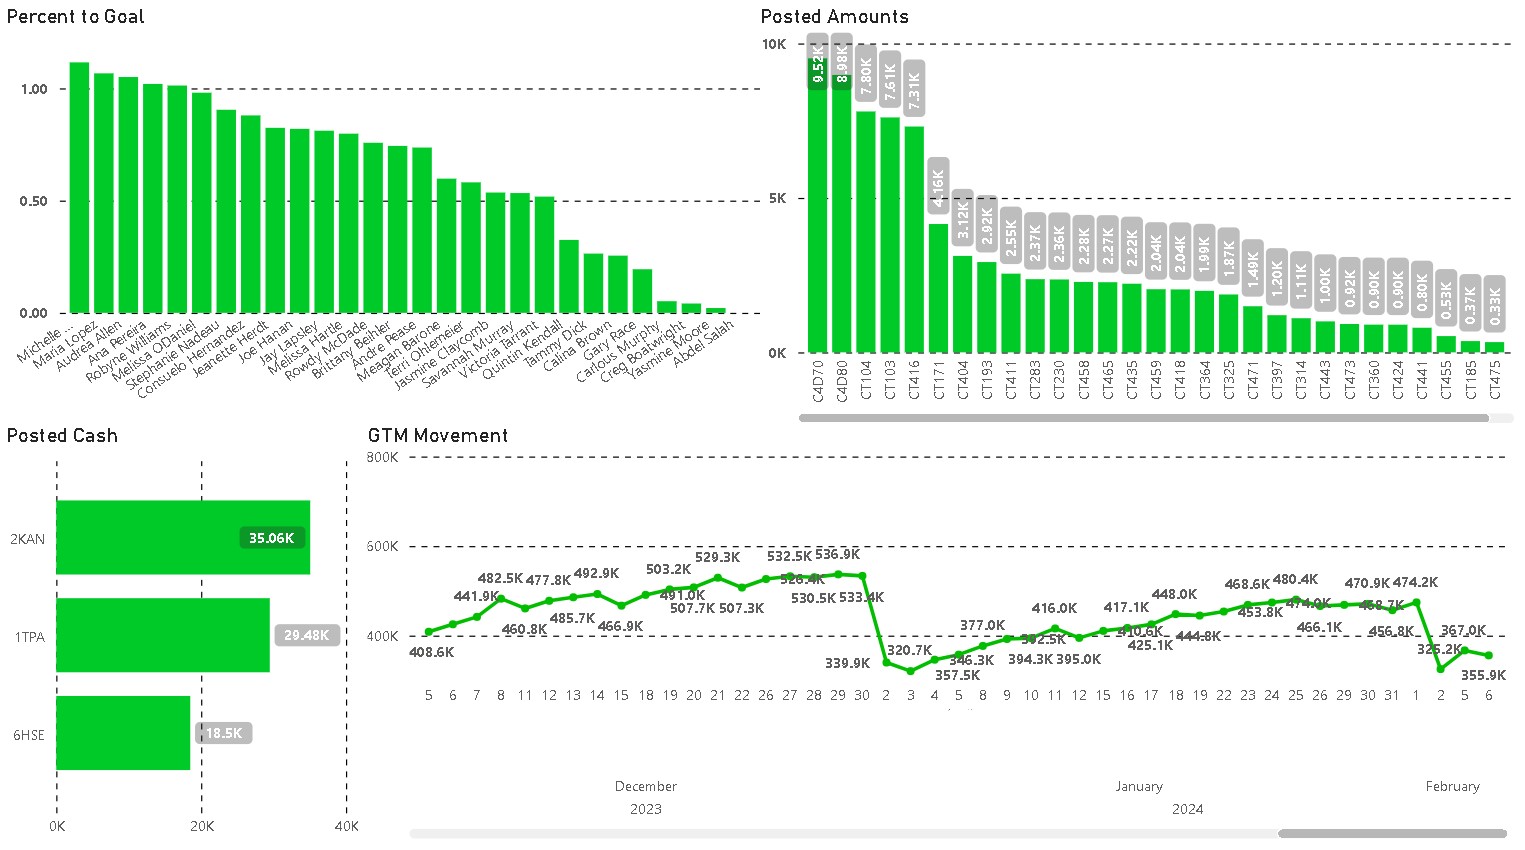 Percent to Goal
1.00
0.50
0.00
Michelle ...
Maria Lopez
Andrea Allen
Ana Pereira
Robyne Williams
Melissa ODaniel
Stephanie Nadeau
Consuelo Hernandez
Jeanette Herdt
Joe Hanan
Jay Lapsley
Melissa Hartle
Rowdy McDade
Brittany Beihler
Andre Pease
Meagan Barone
Terri Ohlemeier
Jasmine Claycomb
Savannah Murray
Victoria Tarrant
Quintin Kendall
Tammy Dick
Calina Brown
Gary Race
Carlous Murphy
Creg Boatwright
Yasmine Moore
Abdel Salah
Posted Amounts
10K
5K
0K
9.52K
8.98K
7.80K
7.61K
7.31K
4.16K
3.12K
2.92K
2.55K
2.37K
2.36K
2.28K
2.27K
2.22K
2.04K
2.04K
1.99K
1.87K
1.49K
1.20K
1.11K
1.00K
0.92K
0.90K
0.90K
0.80K
0.53K
0.37K
0.33K
C4D70
C4D80
CT104
CT103
CT416
CT171
CT404
CT193
CT411
CT283
CT230
CT458
CT465
CT435
CT459
CT418
CT364
CT325
CT471
CT397
CT314
CT443
CT473
CT360
CT424
CT441
CT455
CT185
CT475
Posted Cash
2KAN
35.06K
1TPA
29.48K
6HSE
18.5K
0K 20K 40K
GTM Movement
800K
600K
400K
408.6K
441.9K
482.5K
460.8K
477.8K
485.7K
492.9K
466.9K
503.2K
491.0K
507.7K
529.3K
507.3K
532.5K
526.4K
530.5K
536.9K
533.4K
339.9K
320.7K
346.3K
357.5K
377.0K
394.3K
392.5K
416.0K
395.0K
417.1K
410.6K
425.1K
448.0K
444.8K
453.8K
468.6K
480.4K
474.0K
466.1K
470.9K
468.7K
456.8K
474.2K
325.2K
367.0K
355.9K
5 6 7 8 11 12 13 14 15 18 19 20 21 22 26 27 28 29 30 2 3 4 5 8 9 10 11 12 15 16 17 18 19 22 23 24 25 26 29 30 31 1 2 5 6
December January February
2023 2024